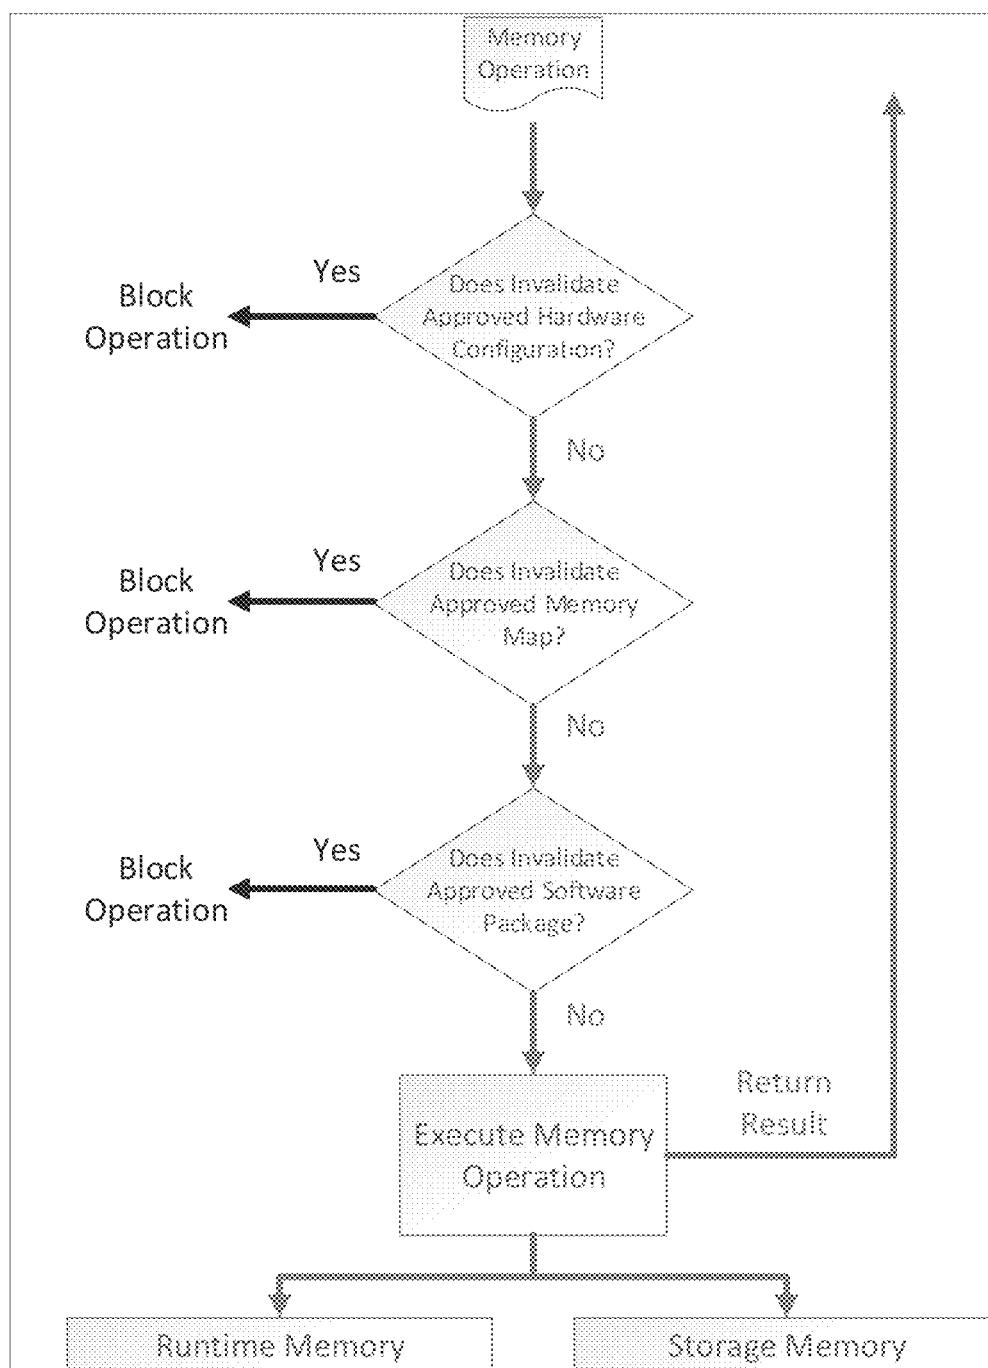 Memory
Operation
Yes
Block
Operation
Does Invalidate
Approved Hardware
Configuration?
No
Yes
Block
Operation
Does Invalidate
Approved Memory
Map?
No
Yes
Block
Operation
Does Invalidate
Approved Software
Package?
No
Execute Memory
Operation
Return
Result
Runtime Memory
Storage Memory